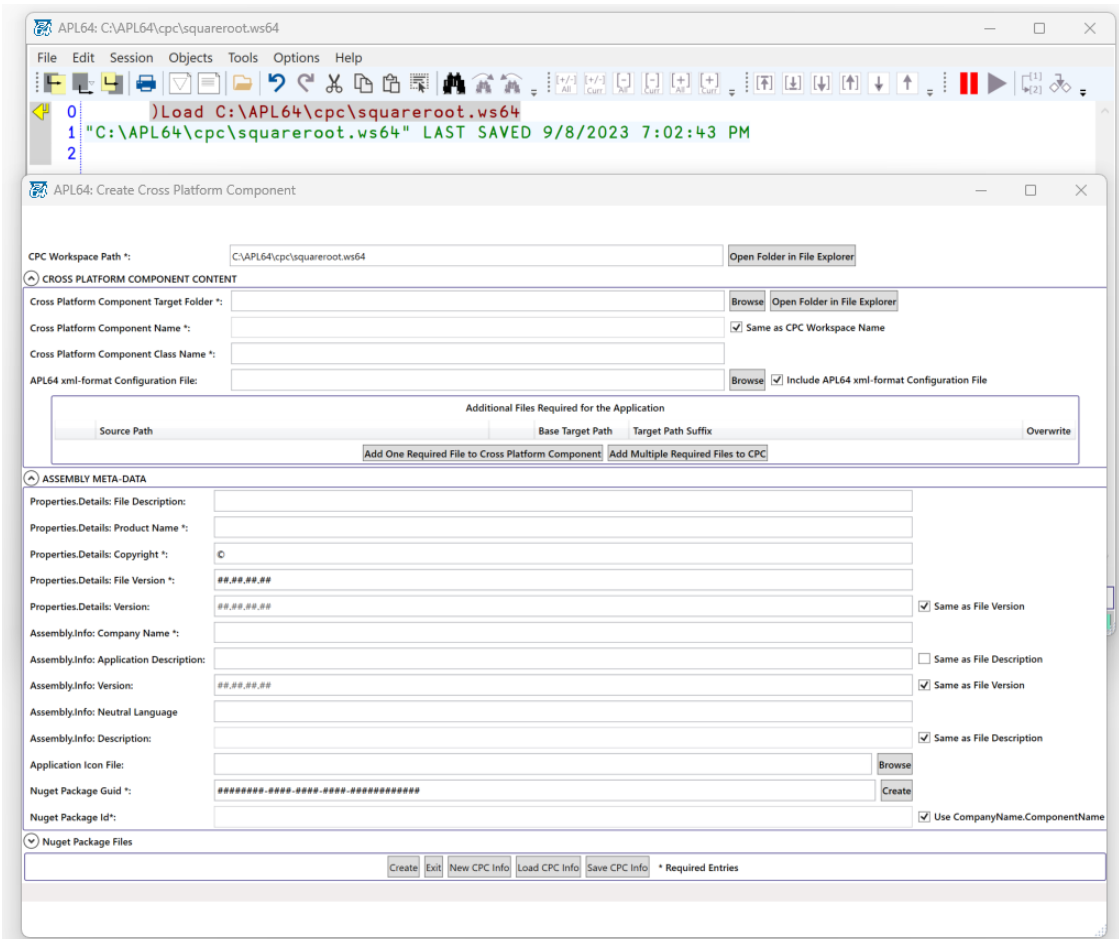 APL64: C:\APL64\cpc\squareroot.ws64
File Edit Session Objects Tools Options Help
[+/-] All [+/-] Curr [-] All [-] Curr [+] All [+] Curr [1] [2]
0 )Load C:\APL64\cpc\squareroot.ws64
1 "C:\APL64\cpc\squareroot.ws64" LAST SAVED 9/8/2023 7:02:43 PM
2
APL64: Create Cross Platform Component
CPC Workspace Path *: C:\APL64\cpc\squareroot.ws64 Open Folder in File Explorer
CROSS PLATFORM COMPONENT CONTENT
Cross Platform Component Target Folder *: Browse Open Folder in File Explorer
Cross Platform Component Name *: Same as CPC Workspace Name
Cross Platform Component Class Name *:
APL64 xml-format Configuration File: Browse Include APL64 xml-format Configuration File
Additional Files Required for the Application
Source Path Base Target Path Target Path Suffix Overwrite
Add One Required File to Cross Platform Component Add Multiple Required Files to CPC
ASSEMBLY META-DATA
Properties.Details: File Description:
Properties.Details: Product Name *:
Properties.Details: Copyright *: ©
Properties.Details: File Version *: ##.##.##.##
Properties.Details: Version: ##.##.##.## Same as File Version
Assembly.Info: Company Name *:
Assembly.Info: Application Description: Same as File Description
Assembly.Info: Version: ##.##.##.## Same as File Version
Assembly.Info: Neutral Language
Assembly.Info: Description: Same as File Description
Application Icon File: Browse
Nuget Package Guid *: ########-####-####-####-############ Create
Nuget Package Id*: Use CompanyName.ComponentName
Nuget Package Files
Create Exit New CPC Info Load CPC Info Save CPC Info * Required Entries